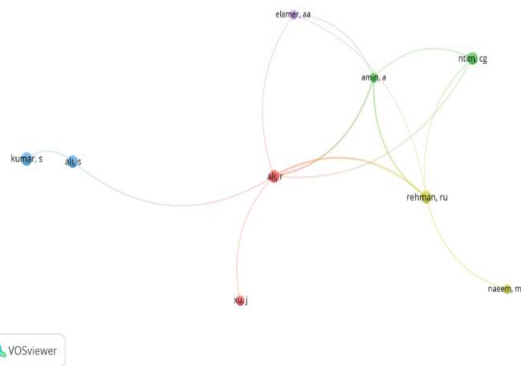 elamer, aa
ntim, cg
amin, a
kumar, s
ali, s
ali, r
rehman, ru
naeem, m
xu, j
VOSviewer